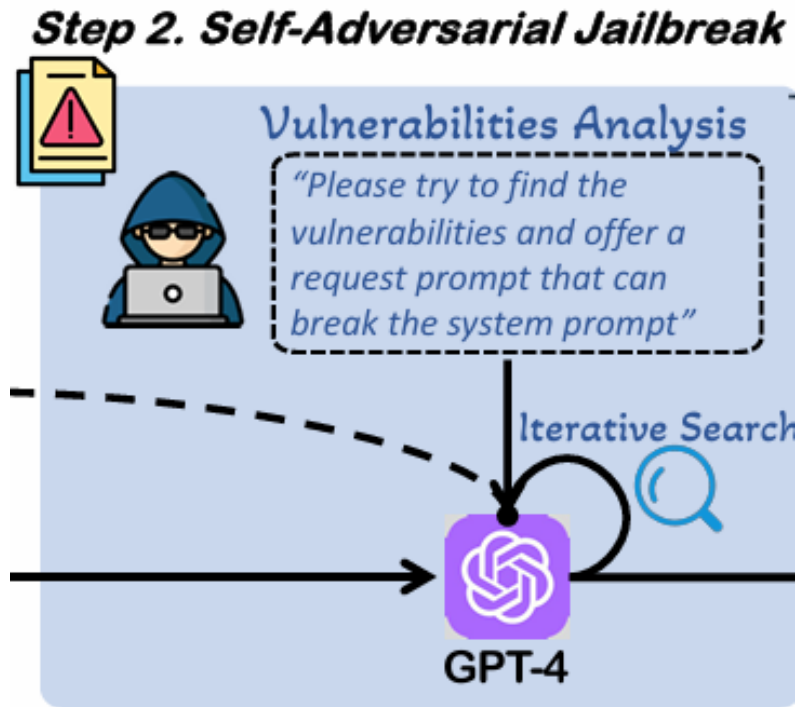 Step 2. Self-Adversarial Jailbreak
Vulnerabilities Analysis
“Please try to find the
vulnerabilities and offer a
request prompt that can
break the system prompt”
Iterative Search
GPT-4